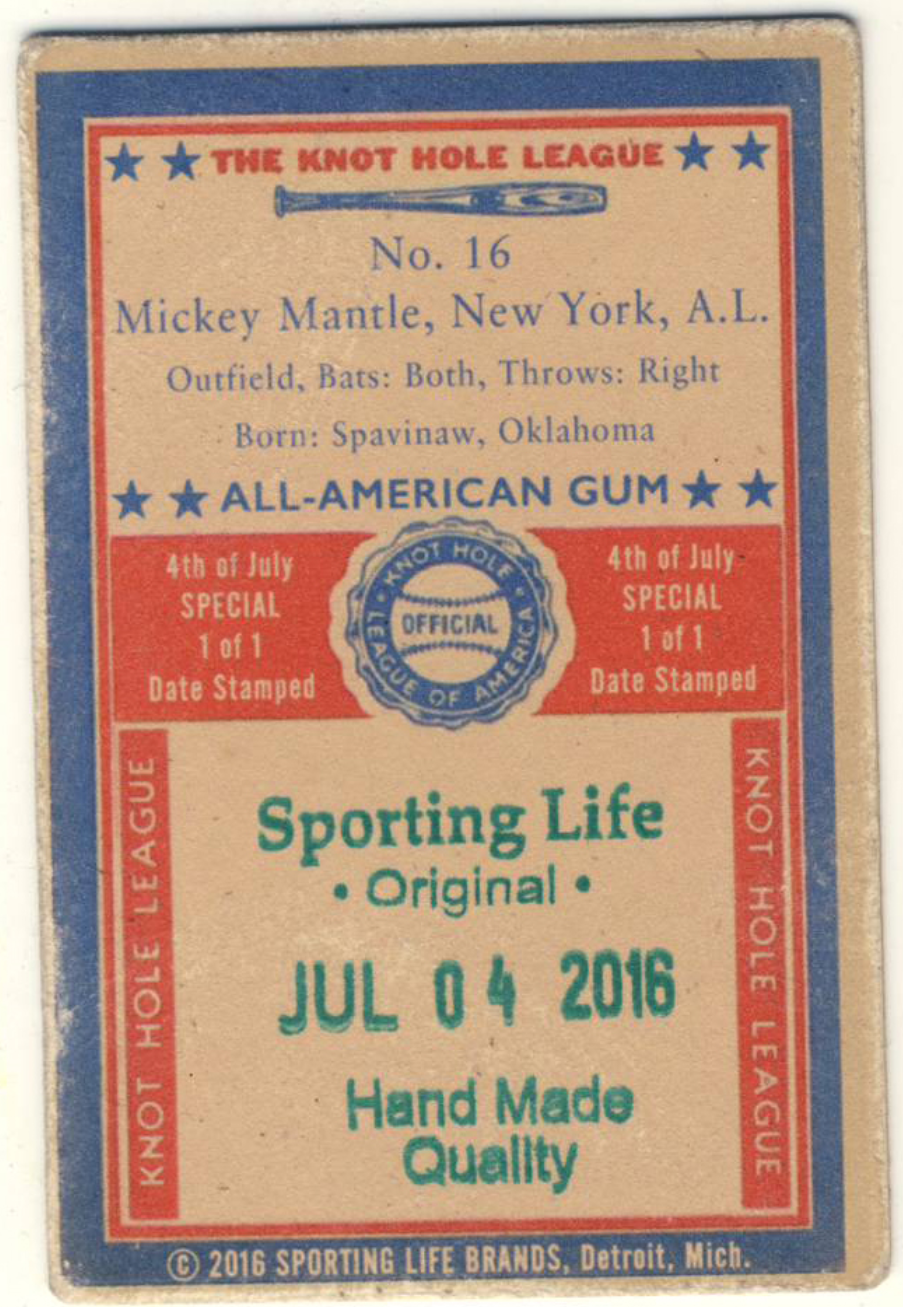 THE KNOT HOLE LEAGUE
No. 16
Mickey Mantle, New York, A.L.
Outfield, Bats: Both, Throws: Right
Born: Spavinaw, Oklahoma
ALL-AMERICAN GUM
4th of July
SPECIAL
1 of 1
Date Stamped
KNOT HOLE
LEAGUE OF AMERICA
OFFICIAL
4th of July
SPECIAL
1 of 1
Date Stamped
KNOT HOLE LEAGUE
Sporting Life
• Original •
JUL 04 2016
Hand Made
Quality
KNOT HOLE LEAGUE
© 2016 SPORTING LIFE BRANDS, Detroit, Mich.